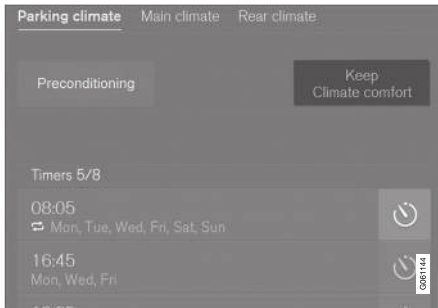 Parking climate Main climate Rear climate
Preconditioning
Keep
Climate comfort
Timers 5/8
08:05
Mon, Tue, Wed, Fri, Sat, Sun
16:45
Mon, Wed, Fri
G061144